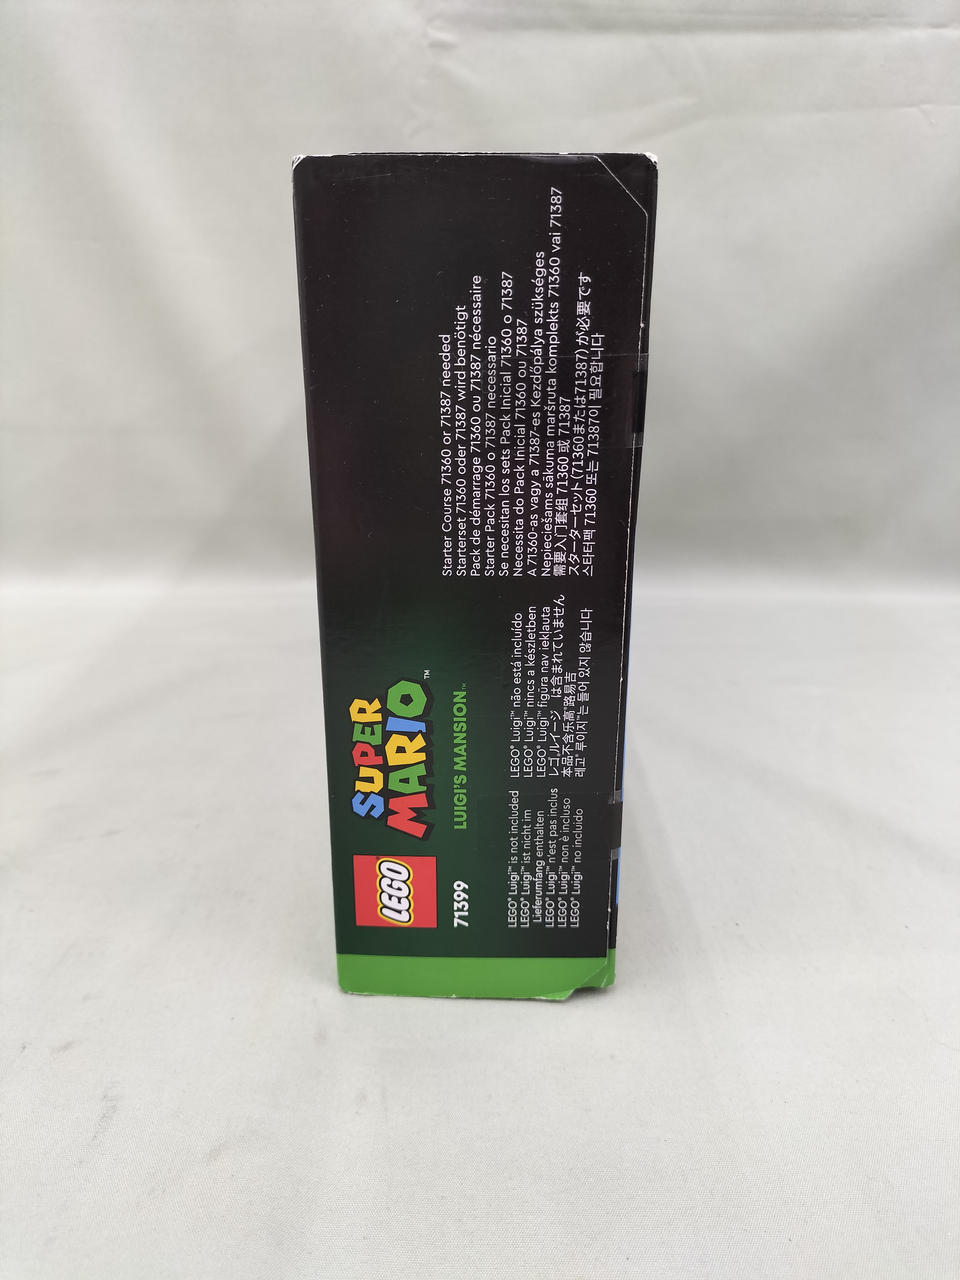 LEGO
SUPER
MARIO™
71399
LUIGI'S MANSION™
LEGO® Luigi™ is not included
LEGO® Luigi™ ist nicht im
Lieferumfang enthalten
LEGO® Luigi™ n'est pas inclus
LEGO® Luigi™ non è incluso
LEGO® Luigi™ no incluido
LEGO® Luigi™ não está incluído
LEGO® Luigi™ nincs a készletben
LEGO® Luigi™ figūra nav iekļauta
レゴ®ルイージ™ は含まれていません
本品不含乐高®路易吉
레고® 루이지™는 들어 있지 않습니다
Starter Course 71360 or 71387 needed
Starterset 71360 oder 71387 wird benötigt
Pack de démarrage 71360 ou 71387 nécessaire
Starter Pack 71360 o 71387 necessario
Se necesitan los sets Pack Inicial 71360 o 71387
Necessita do Pack Inicial 71360 ou 71387
A 71360-as vagy a 71387-es Kezdőpálya szükséges
Nepieciešams sākuma maršruta komplekts 71360 vai 71387
需要入门套组 71360 或 71387
スターターセット (71360または71387) が必要です
스타터팩 71360 또는 71387이 필요합니다